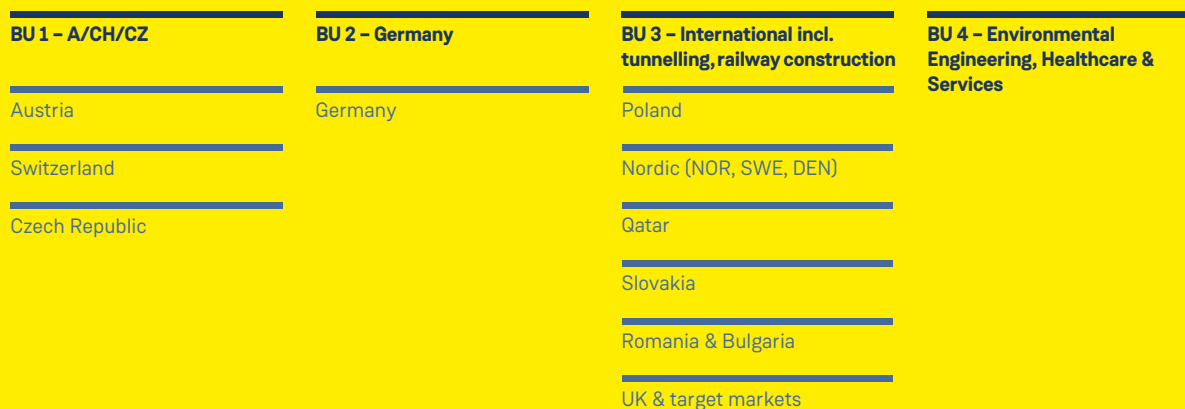 BU 1 – A/CH/CZ
Austria
Switzerland
Czech Republic
BU 2 – Germany
Germany
BU 3 – International incl.
tunnelling, railway construction
Poland
Nordic (NOR, SWE, DEN)
Qatar
Slovakia
Romania & Bulgaria
UK & target markets
BU 4 – Environmental
Engineering, Healthcare &
Services